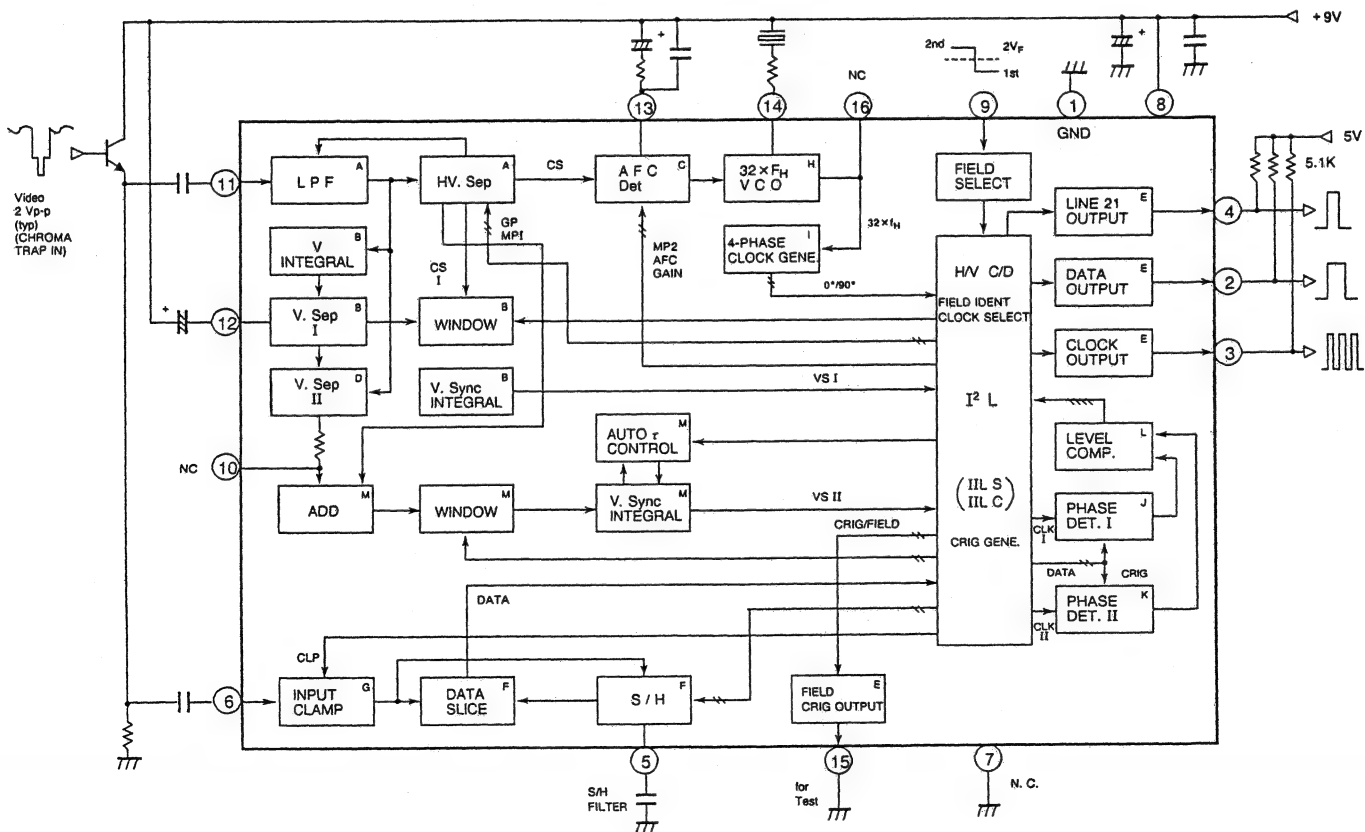 +9V
+
+
2nd
2VF
1st
NC
13
14
16
9
1
8
GND
5V
5.1K
Video
2 Vp-p
(typ)
(CHROMA
TRAP IN)
11
LPF
A
HV. Sep
A
CS
AFC
Det
C
32×FH
VCO
H
FIELD
SELECT
LINE 21
OUTPUT
E
4
GP
MPI
MP2
AFC
GAIN
32×fH
V
INTEGRAL
B
4-PHASE
CLOCK GENE.
I
CS
I
0°/90°
H/V C/D
FIELD IDENT
CLOCK SELECT
DATA
OUTPUT
E
2
+
12
V. Sep
I
B
WINDOW
B
CLOCK
OUTPUT
E
3
V. Sep
II
D
V. Sync
INTEGRAL
B
VS I
I² L
AUTO τ
CONTROL
M
LEVEL
COMP.
L
NC
10
ADD
M
WINDOW
M
V. Sync
INTEGRAL
M
VS II
(IIL S
IIL C)
PHASE
DET. I
J
CLK
I
CRIG/FIELD
CRIG GENE.
DATA
CRIG
DATA
PHASE
DET. II
K
CLK
II
CLP
6
INPUT
CLAMP
G
DATA
SLICE
F
S / H
F
FIELD
CRIG OUTPUT
E
5
15
7
S/H
FILTER
for
Test
N. C.